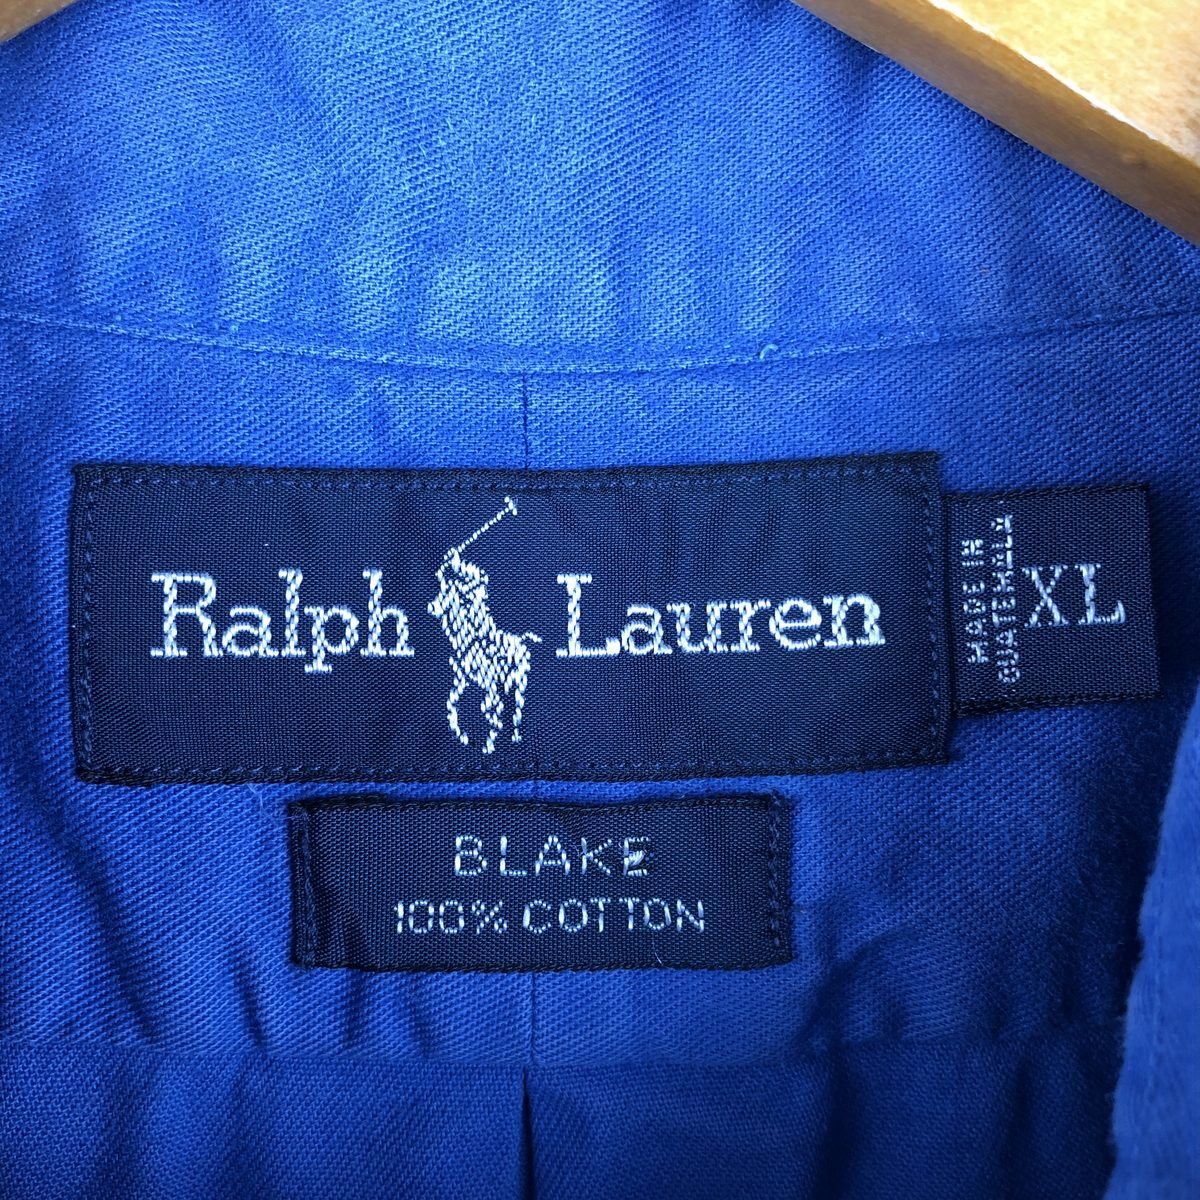 Ralph Lauren
MADE IN
GUATEMALA
XL
BLAKE
100% COTTON